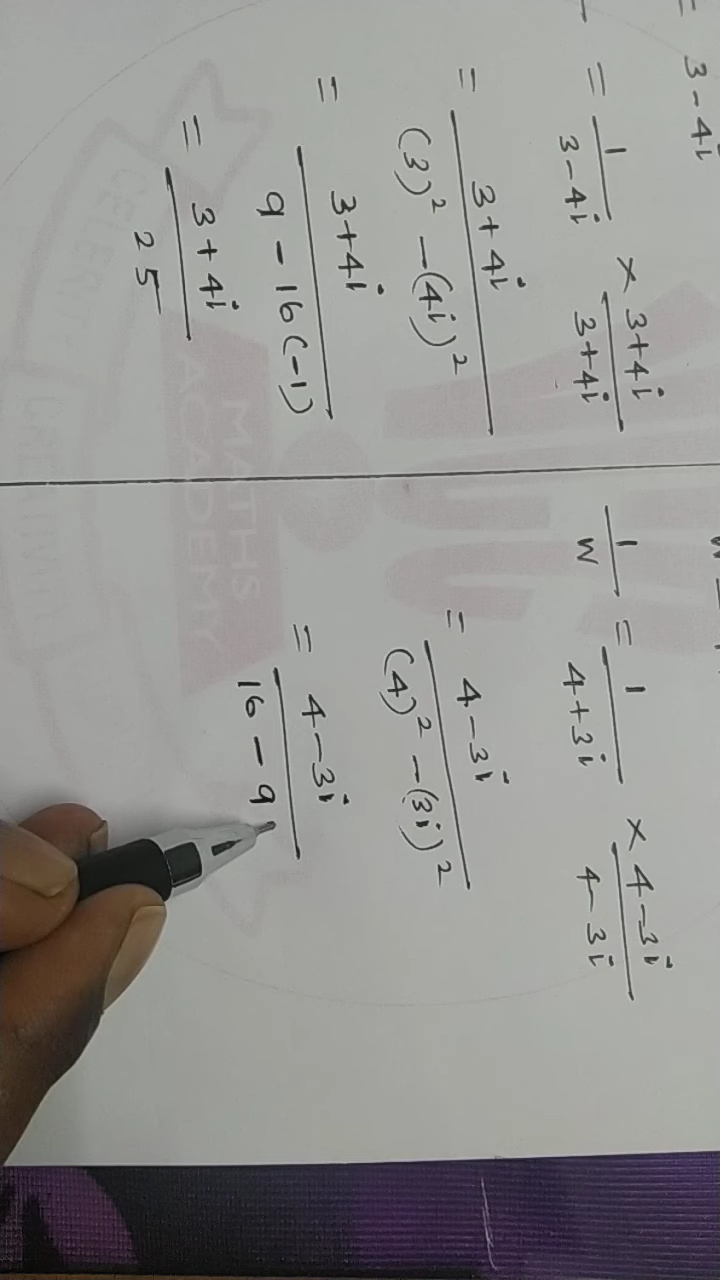 = 3-4i
= 1/3-4i × 3+4i/3+4i
= 3+4i/(3)² -(4i)²
= 3+4i/9-16(-1)
= 3+4i/25
1/w = 1/4+3i × 4-3i/4-3i
= 4-3i/(4)² -(3i)²
= 4-3i/16-9
MATHS
ACADEMY